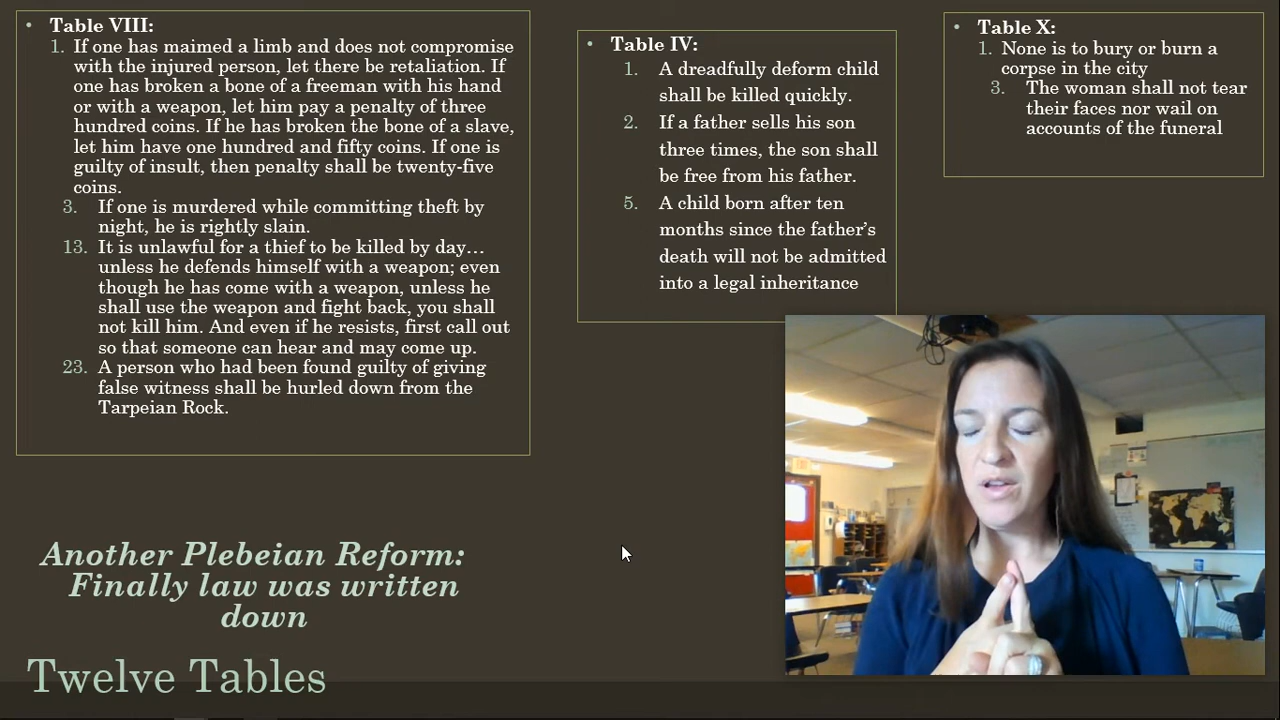 • Table VIII:
1. If one has maimed a limb and does not compromise
with the injured person, let there be retaliation. If
one has broken a bone of a freeman with his hand
or with a weapon, let him pay a penalty of three
hundred coins. If he has broken the bone of a slave,
let him have one hundred and fifty coins. If one is
guilty of insult, then penalty shall be twenty-five
coins.
3. If one is murdered while committing theft by
night, he is rightly slain.
13. It is unlawful for a thief to be killed by day…
unless he defends himself with a weapon; even
though he has come with a weapon, unless he
shall use the weapon and fight back, you shall
not kill him. And even if he resists, first call out
so that someone can hear and may come up.
23. A person who had been found guilty of giving
false witness shall be hurled down from the
Tarpeian Rock.
• Table IV:
1. A dreadfully deform child
shall be killed quickly.
2. If a father sells his son
three times, the son shall
be free from his father.
5. A child born after ten
months since the father's
death will not be admitted
into a legal inheritance
• Table X:
1. None is to bury or burn a
corpse in the city
3. The woman shall not tear
their faces nor wail on
accounts of the funeral
Another Plebeian Reform:
Finally law was written
down
Twelve Tables